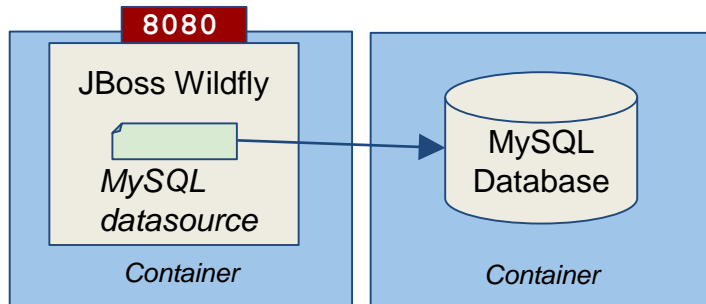 8080
JBoss Wildfly
MySQL
datasource
Container
MySQL
Database
Container